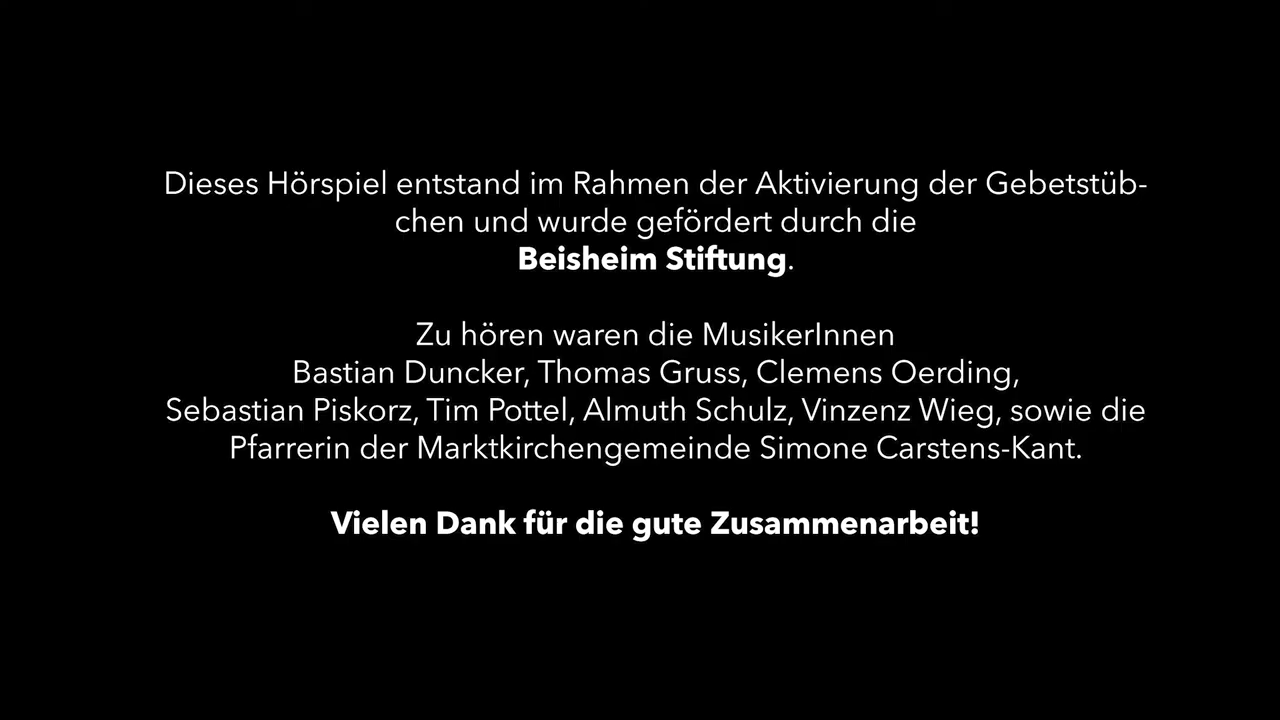 Dieses Hörspiel entstand im Rahmen der Aktivierung der Gebetstüb-
chen und wurde gefördert durch die
Beisheim Stiftung.
Zu hören waren die MusikerInnen
Bastian Duncker, Thomas Gruss, Clemens Oerding,
Sebastian Piskorz, Tim Pottel, Almuth Schulz, Vinzenz Wieg, sowie die
Pfarrerin der Marktkirchengemeinde Simone Carstens-Kant.
Vielen Dank für die gute Zusammenarbeit!